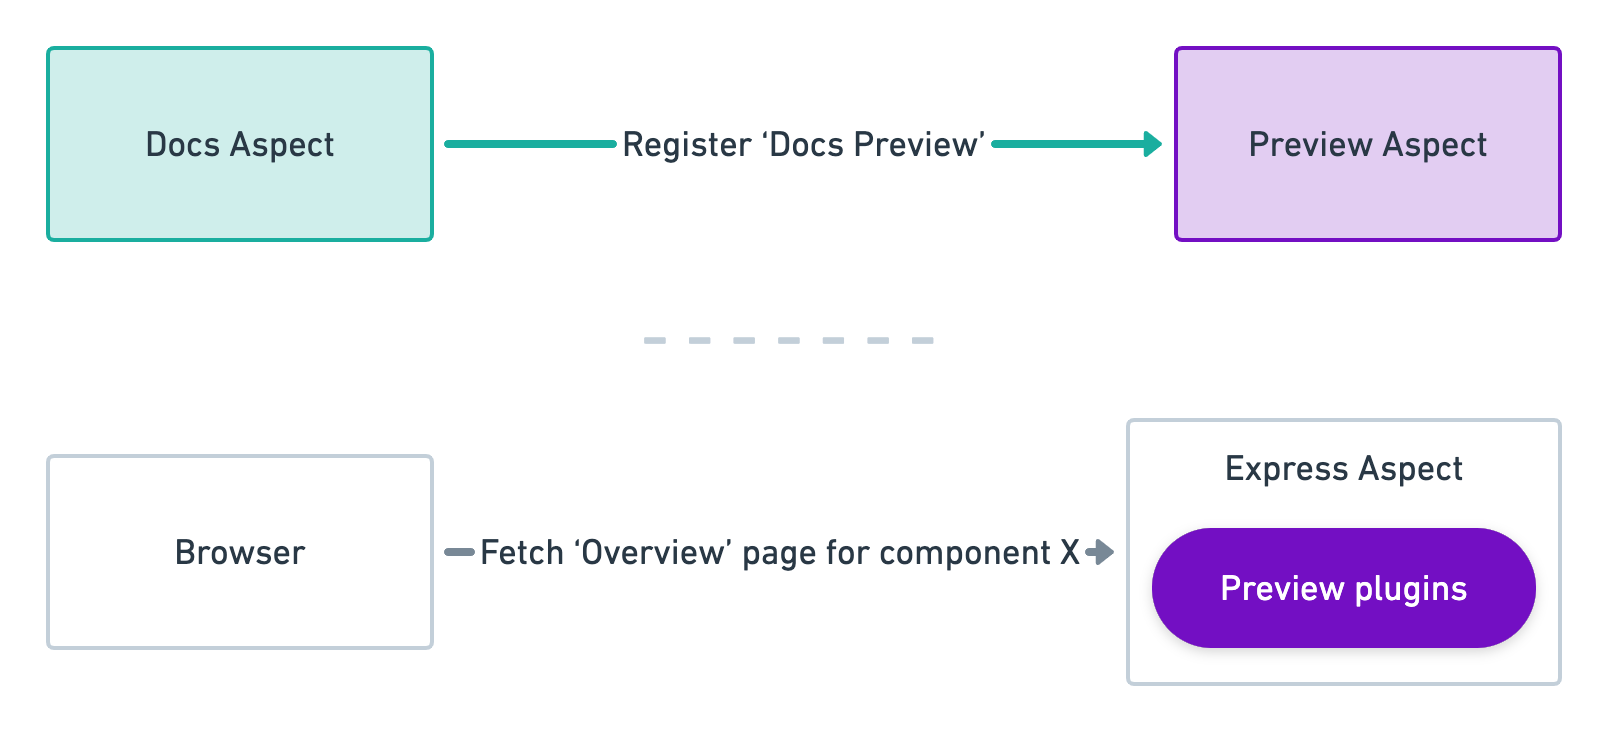 Docs Aspect
Register ‘Docs Preview’
Preview Aspect
Express Aspect
Browser
Fetch ‘Overview’ page for component X
Preview plugins